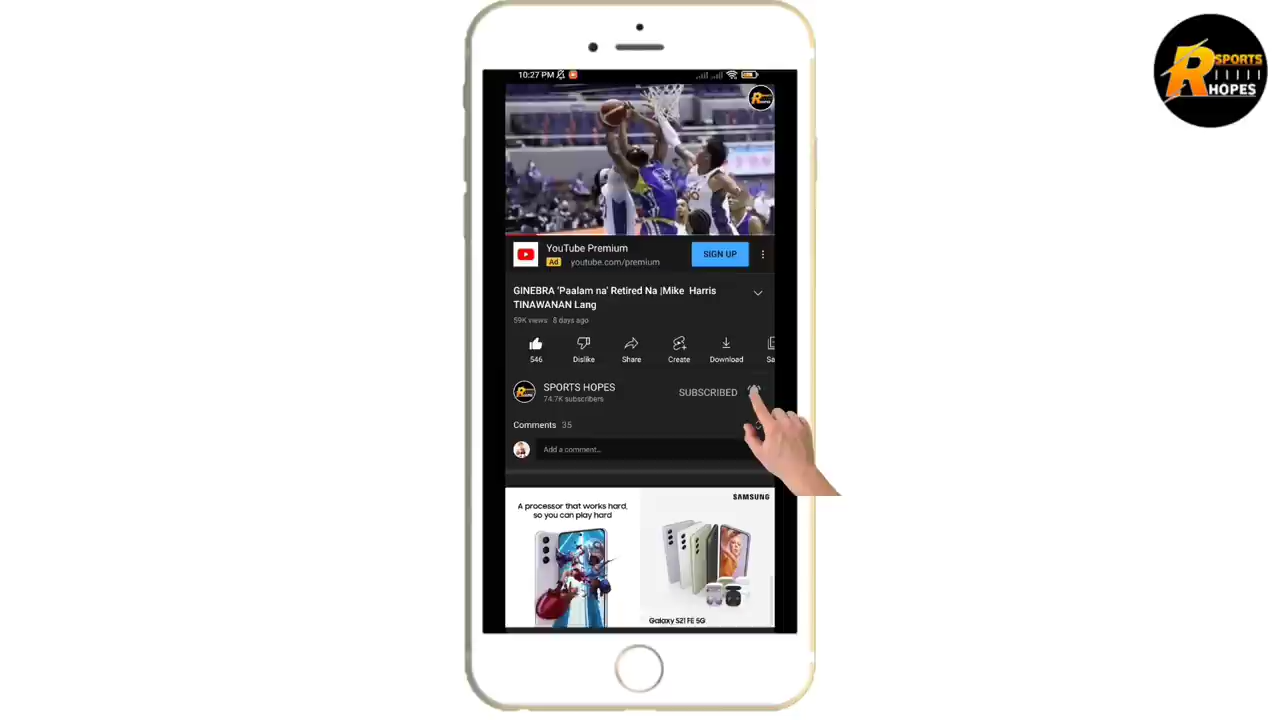 SPORTS
HOPES
10:27 PM
YouTube Premium
Ad youtube.com/premium
SIGN UP
GINEBRA 'Paalam na' Retired Na |Mike Harris
TINAWANAN Lang
59K views 8 days ago
546 Dislike Share Create Download Sa
SPORTS HOPES
74.7K subscribers
SUBSCRIBED
Comments 35
Add a comment...
A processor that works hard,
so you can play hard
SAMSUNG
Galaxy S21 FE 5G